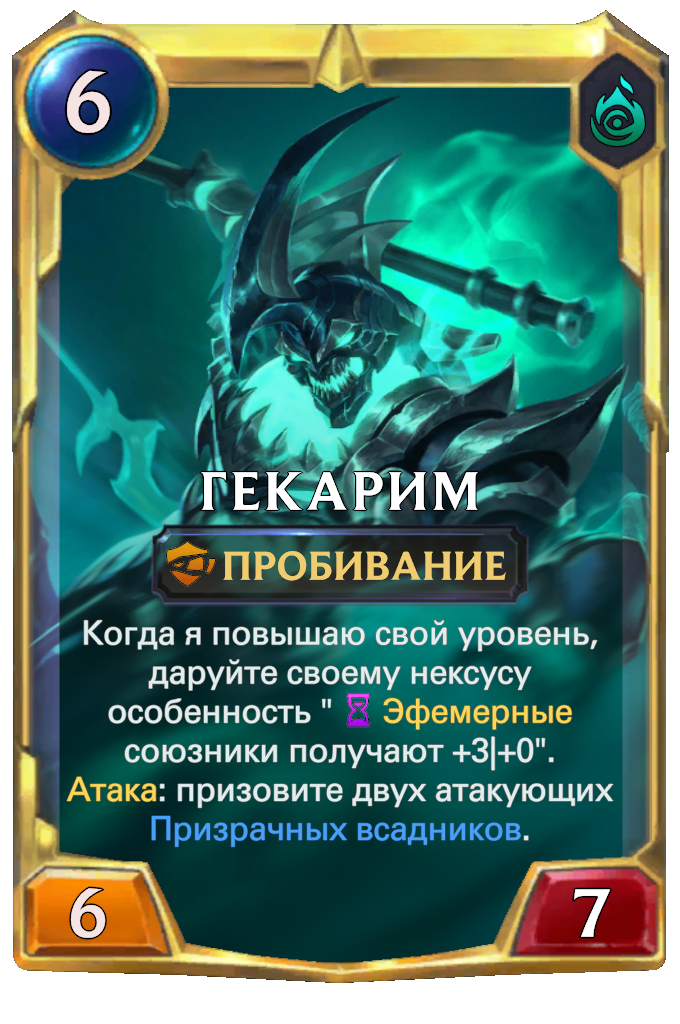 6
ГЕКАРИМ
ПРОБИВАНИЕ
Когда я повышаю свой уровень,
даруйте своему нексусу
особенность " Эфемерные
союзники получают +3|+0".
Атака: призовите двух атакующих
Призрачных всадников.
6
7